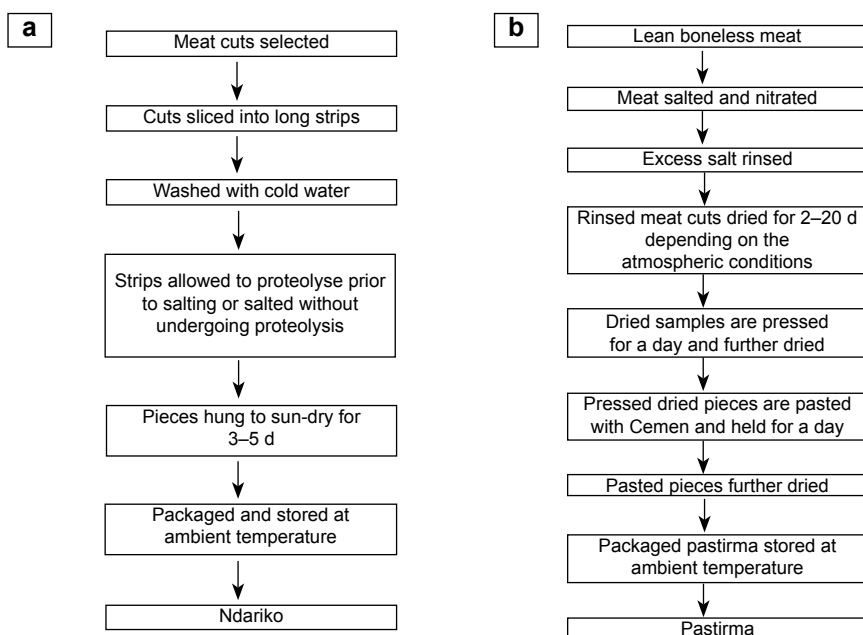 a
Meat cuts selected
Cuts sliced into long strips
Washed with cold water
Strips allowed to proteolyse prior
to salting or salted without
undergoing proteolysis
Pieces hung to sun-dry for
3–5 d
Packaged and stored at
ambient temperature
Ndariko
b
Lean boneless meat
Meat salted and nitrated
Excess salt rinsed
Rinsed meat cuts dried for 2–20 d
depending on the
atmospheric conditions
Dried samples are pressed
for a day and further dried
Pressed dried pieces are pasted
with Cemen and held for a day
Pasted pieces further dried
Packaged pastirma stored at
ambient temperature
Pastirma